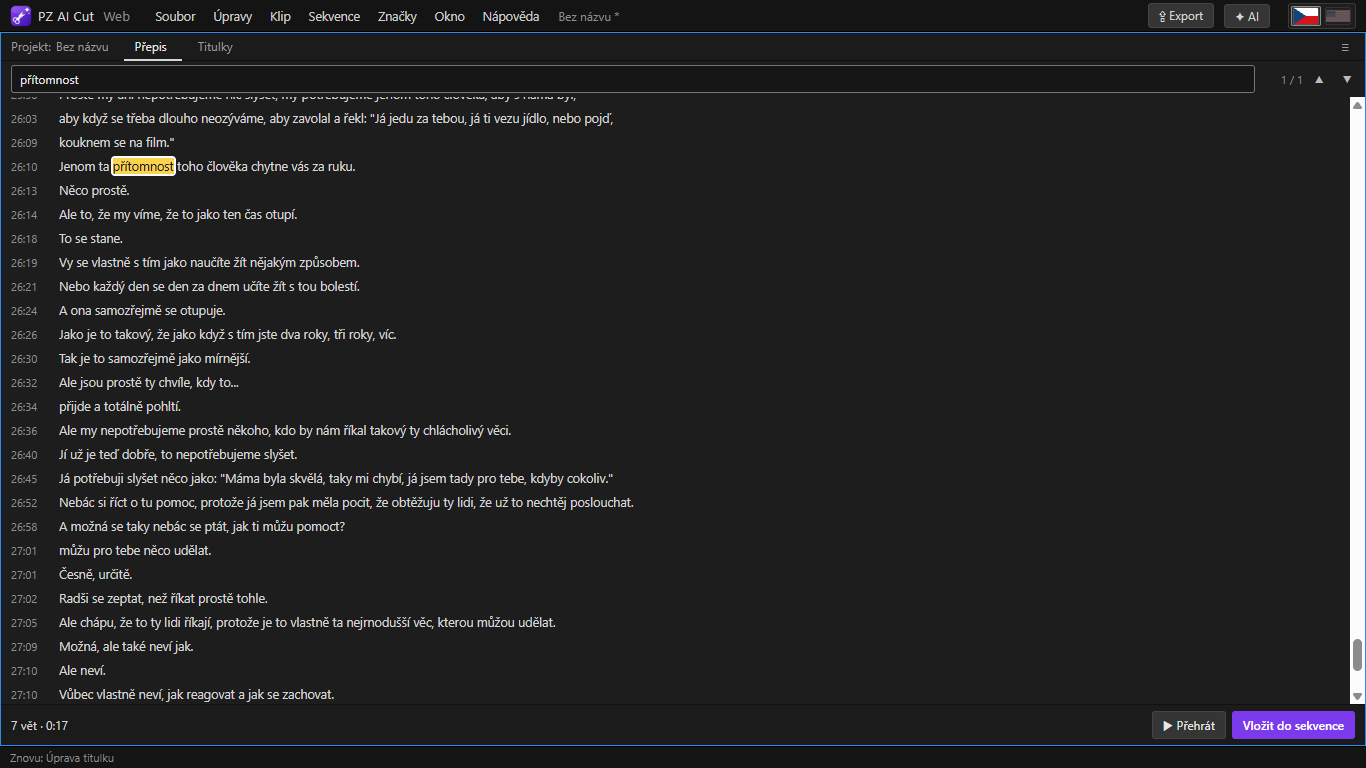 PZ AI Cut Web Soubor Úpravy Klip Sekvence Značky Okno Nápověda Bez názvu * Export AI
Projekt: Bez názvu Přepis Titulky
přítomnost 1 / 1
26:03 aby když se třeba dlouho neozýváme, aby zavolal a řekl: "Já jedu za tebou, já ti vezu jídlo, nebo pojď,
26:09 kouknem se na film."
26:10 Jenom ta přítomnost toho člověka chytne vás za ruku.
26:13 Něco prostě.
26:14 Ale to, že my víme, že to jako ten čas otupí.
26:18 To se stane.
26:19 Vy se vlastně s tím jako naučíte žít nějakým způsobem.
26:21 Nebo každý den se den za dnem učíte žít s tou bolestí.
26:24 A ona samozřejmě se otupuje.
26:26 Jako je to takový, že jako když s tím jste dva roky, tři roky, víc.
26:30 Tak je to samozřejmě jako mírnější.
26:32 Ale jsou prostě ty chvíle, kdy to...
26:34 přijde a totálně pohltí.
26:36 Ale my nepotřebujeme prostě někoho, kdo by nám říkal takový ty chlácholivý věci.
26:40 Jí už je teď dobře, to nepotřebujeme slyšet.
26:45 Já potřebuji slyšet něco jako: "Máma byla skvělá, taky mi chybí, já jsem tady pro tebe, kdyby cokoliv."
26:52 Nebác si říct o tu pomoc, protože já jsem pak měla pocit, že obtěžuju ty lidi, že už to nechtěj poslouchat.
26:58 A možná se taky nebác se ptát, jak ti můžu pomoct?
27:01 můžu pro tebe něco udělat.
27:01 Česně, určitě.
27:02 Radši se zeptat, než říkat prostě tohle.
27:05 Ale chápu, že to ty lidi říkají, protože je to vlastně ta nejrnodušší věc, kterou můžou udělat.
27:09 Možná, ale také neví jak.
27:10 Ale neví.
27:10 Vůbec vlastně neví, jak reagovat a jak se zachovat.
7 vět · 0:17 Přehrát Vložit do sekvence
Znovu: Úprava titulku